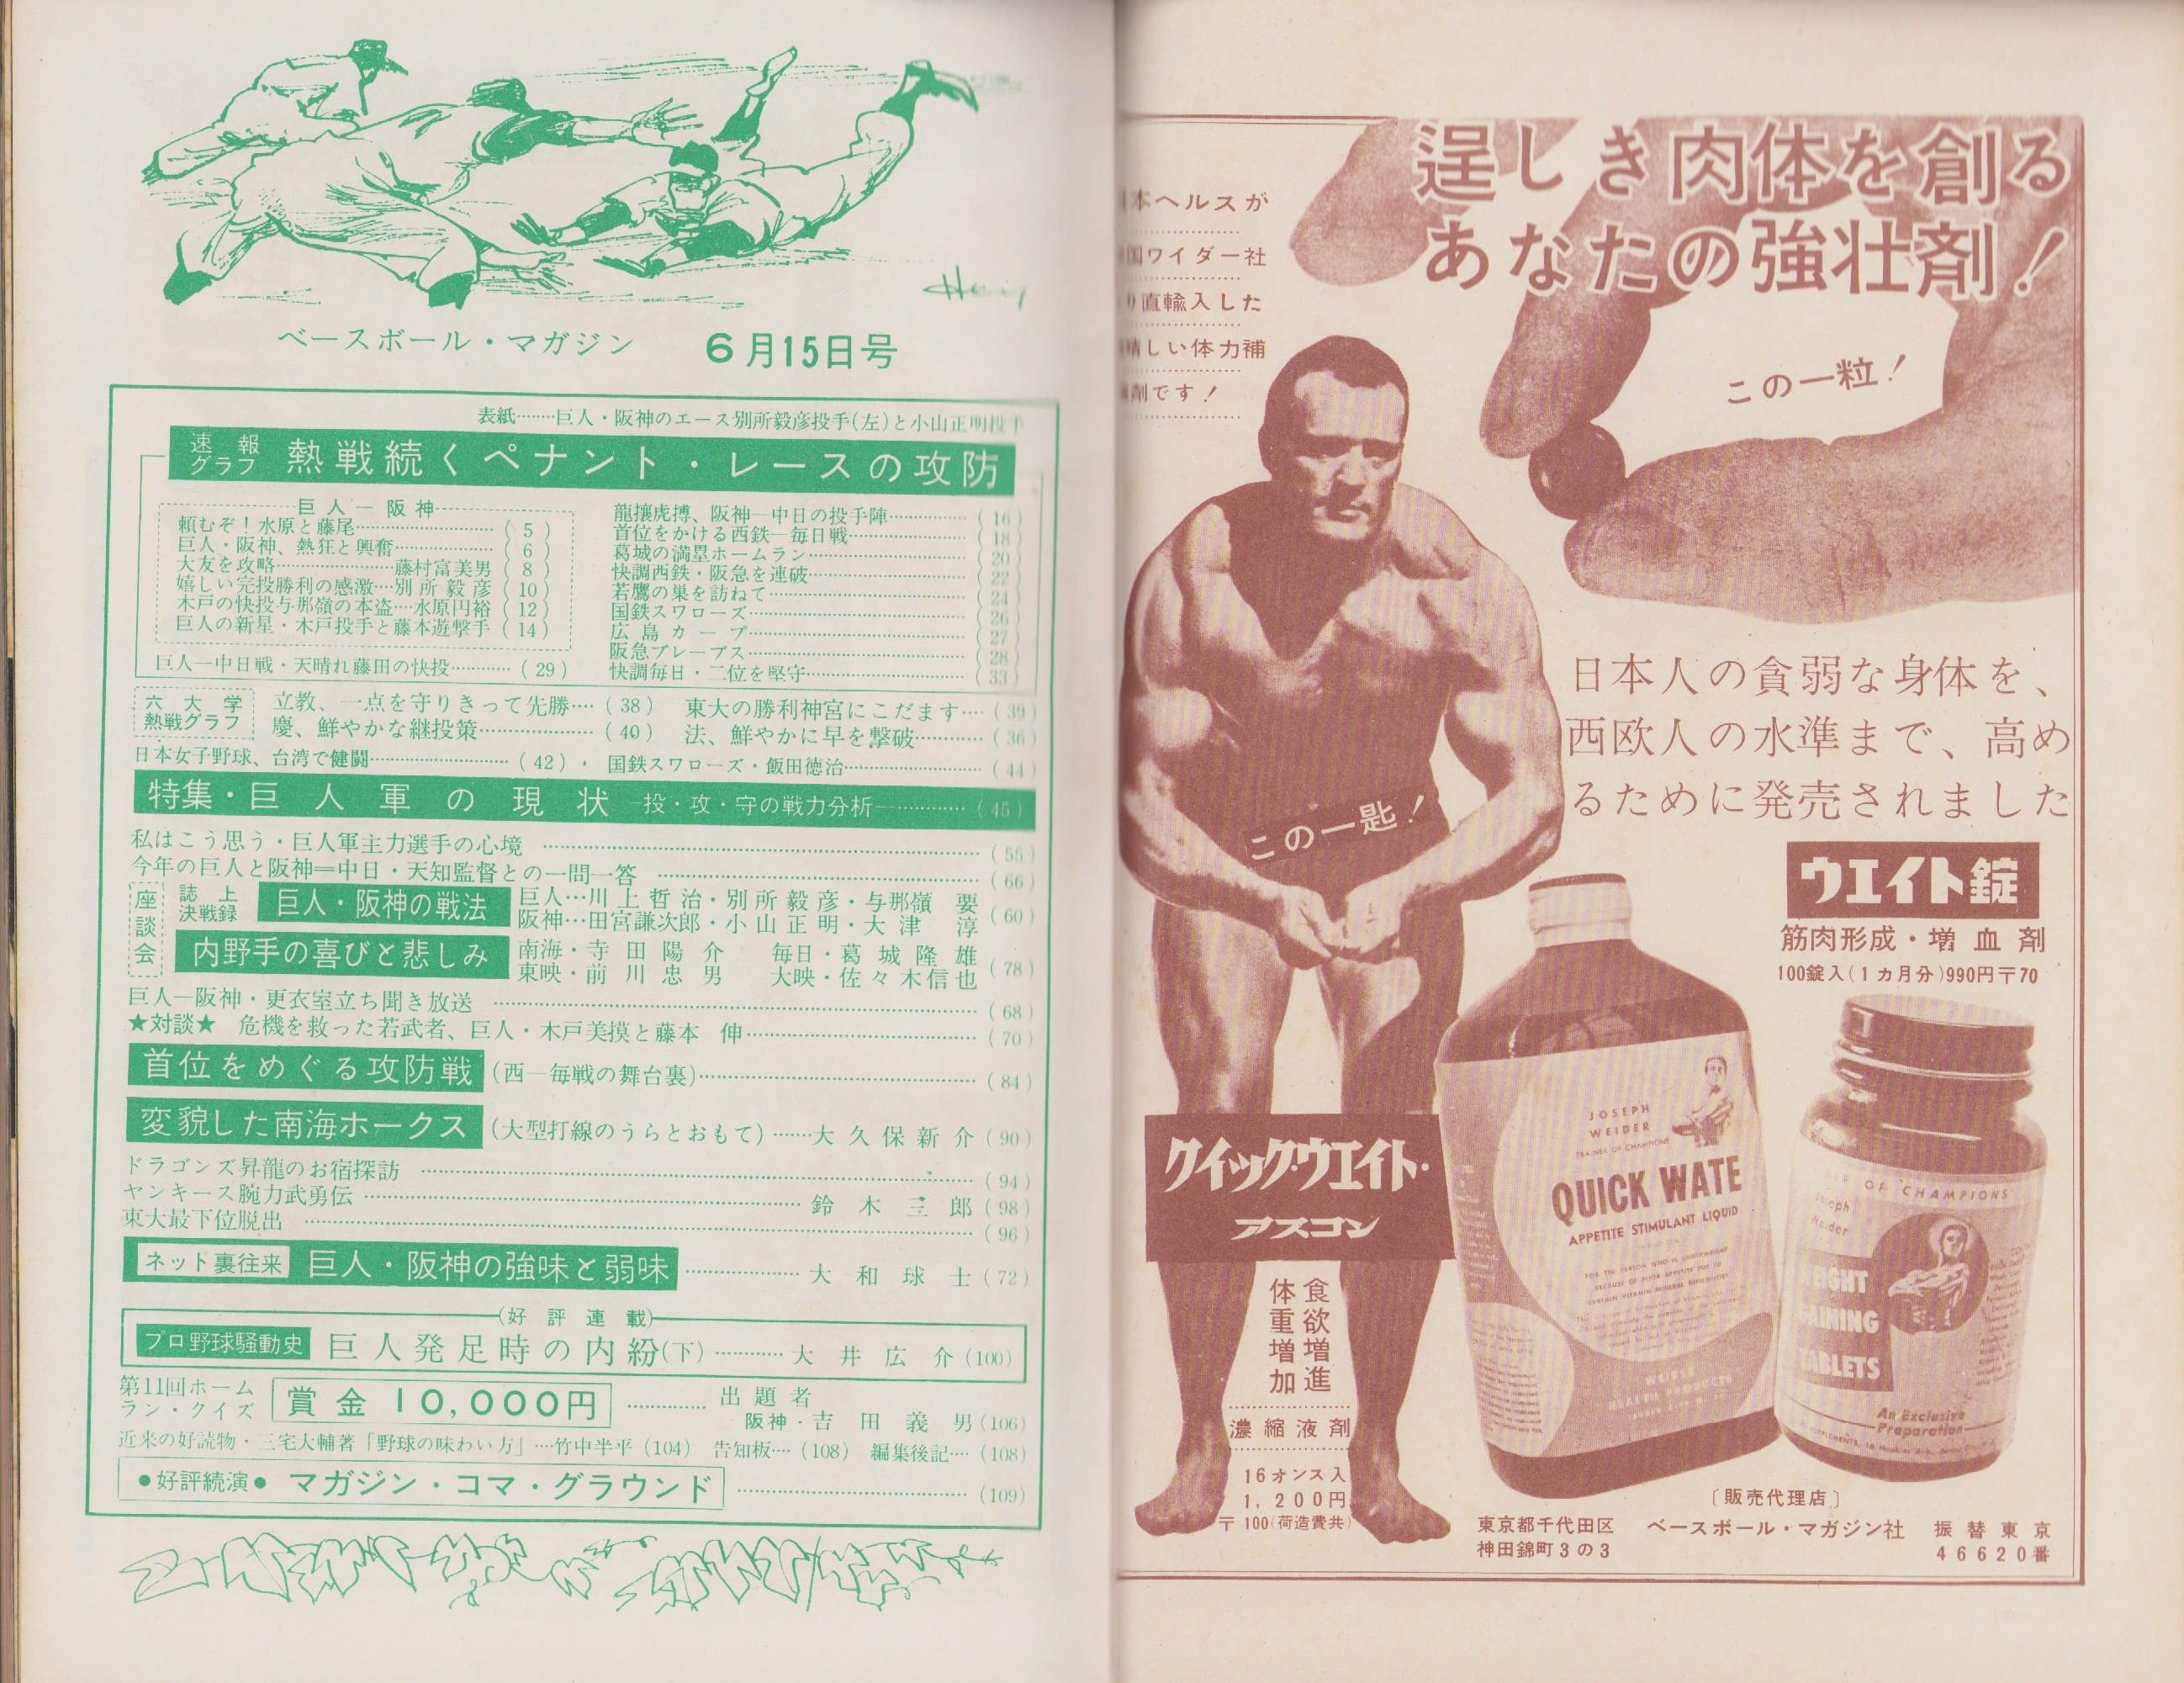 ベースボール・マガジン 6月15日号
表紙……巨人・阪神のエース別所毅彦投手(左)と小山正明投手
速報グラフ 熱戦続くペナント・レースの攻防
巨人―阪神
頼むぞ!水原と藤尾……(5)
巨人・阪神、熱狂と興奮……(6)
大友を攻略……藤村富美男(8)
嬉しい完投勝利の感激……別所毅彦(10)
木戸の快投与那嶺の本盗……水原円裕(12)
巨人の新星・木戸投手と藤本遊撃手(14)
巨人―中日戦・天晴れ藤田の快投……(29)
龍攘虎搏、阪神―中日の投手陣……(16)
首位をかける西鉄―毎日戦……(18)
葛城の満塁ホームラン……(20)
快調西鉄・阪急を連破……(22)
若鷹の巣を訪ねて……(24)
国鉄スワローズ……(26)
広島カープ……(27)
阪急ブレーブス……(28)
快調毎日・二位を堅守……(33)
六大学熱戦グラフ
立教、一点を守りきって先勝……(38)
東大の勝利神宮にこだます……(39)
慶、鮮やかな継投策……(40)
法、鮮やかに早を撃破……(36)
日本女子野球、台湾で健闘……(42)
国鉄スワローズ・飯田徳治……(44)
特集・巨人軍の現状―投・攻・守の戦力分析―……(45)
私はこう思う・巨人軍主力選手の心境……(55)
今年の巨人と阪神=中日・天知監督との一問一答……(66)
座談会
誌上決戦録 巨人・阪神の戦法
巨人…川上哲治・別所毅彦・与那嶺 要
阪神…田宮謙次郎・小山正明・大津 淳(60)
内野手の喜びと悲しみ
南海・寺田陽介 毎日・葛城隆雄
東映・前川忠男 大映・佐々木信也(78)
巨人―阪神・更衣室立ち聞き放送……(68)
★対談★ 危機を救った若武者、巨人・木戸美摸と藤本 伸……(70)
首位をめぐる攻防戦(西―毎戦の舞台裏)……(84)
変貌した南海ホークス(大型打線のうらとおもて)……大久保新介(90)
ドラゴンズ昇龍のお宿探訪……(94)
ヤンキース腕力武勇伝……鈴木三郎(98)
東大最下位脱出……(96)
ネット裏往来 巨人・阪神の強味と弱味……大和球士(72)
(好評連載)
プロ野球騒動史 巨人発足時の内紛(下)……大井広介(100)
第11回ホームラン・クイズ 賞金10,000円……出題者
阪神・吉田義男(106)
近来の好読物・三宅大輔著「野球の味わい方」……竹中半平(104) 告知板……(108) 編集後記……(108)
●好評続演● マガジン・コマ・グラウンド……(109)
逞しき肉体を創る
あなたの強壮剤!
本ヘルスが
国ワイダー社
り直輸入した
晴しい体力補
剤です!
この一粒!
この一匙!
日本人の貪弱な身体を、
西欧人の水準まで、高め
るために発売されました
ウエイト錠
筋肉形成・増血剤
100錠入(1カ月分)990円〒70
クイック・ウエイト・
アスゴン
食欲増進
体重増加
濃縮液剤
16オンス入
1,200円
〒100(荷造費共)
JOSEPH
WEIDER
TRAINER OF CHAMPIONS
QUICK WATE
APPETITE STIMULANT LIQUID
WEIDER
HEALTH PRODUCTS
OF CHAMPIONS
An Exclusive
Preparation
TABLETS
〔販売代理店〕
東京都千代田区
神田錦町3の3
ベースボール・マガジン社
振替東京
46620番